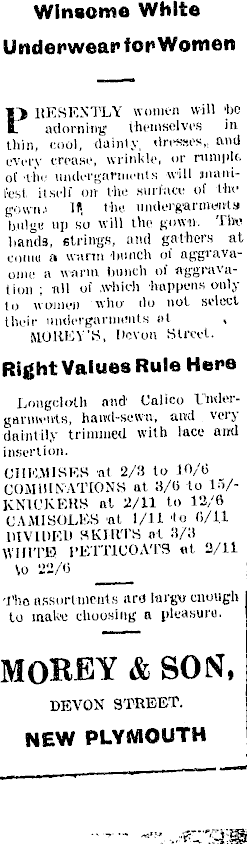 Winsome White
Underwear for Women
PRESENTLY women will be
adorning themselves in
thin, cool, dainty dresses, and
every crease, wrinkle, or rumple
of the undergarments will mani-
fest itself on the surface of the
gown. If the undergarments
bulge up so will the gown. The
bands, strings, and gathers at
come a warm bunch of aggrava-
ome a warm bunch of aggrava-
tion; all of which happens only
to women who do not select
their undergarments at
MOREY'S, Devon Street.
Right Values Rule Here
Longcloth and Calico Under-
garments, hand-sewn, and very
daintily trimmed with lace and
insertion.
CHEMISES at 2/3 to 10/6
COMBINATIONS at 3/6 to 15/-
KNICKERS at 2/11 to 12/6
CAMISOLES at 1/11 to 6/11
DIVIDED SKIRTS at 3/3
WHITE PETTICOATS at 2/11
to 22/6
The assortments are large enough
to make choosing a pleasure.
MOREY & SON,
DEVON STREET.
NEW PLYMOUTH